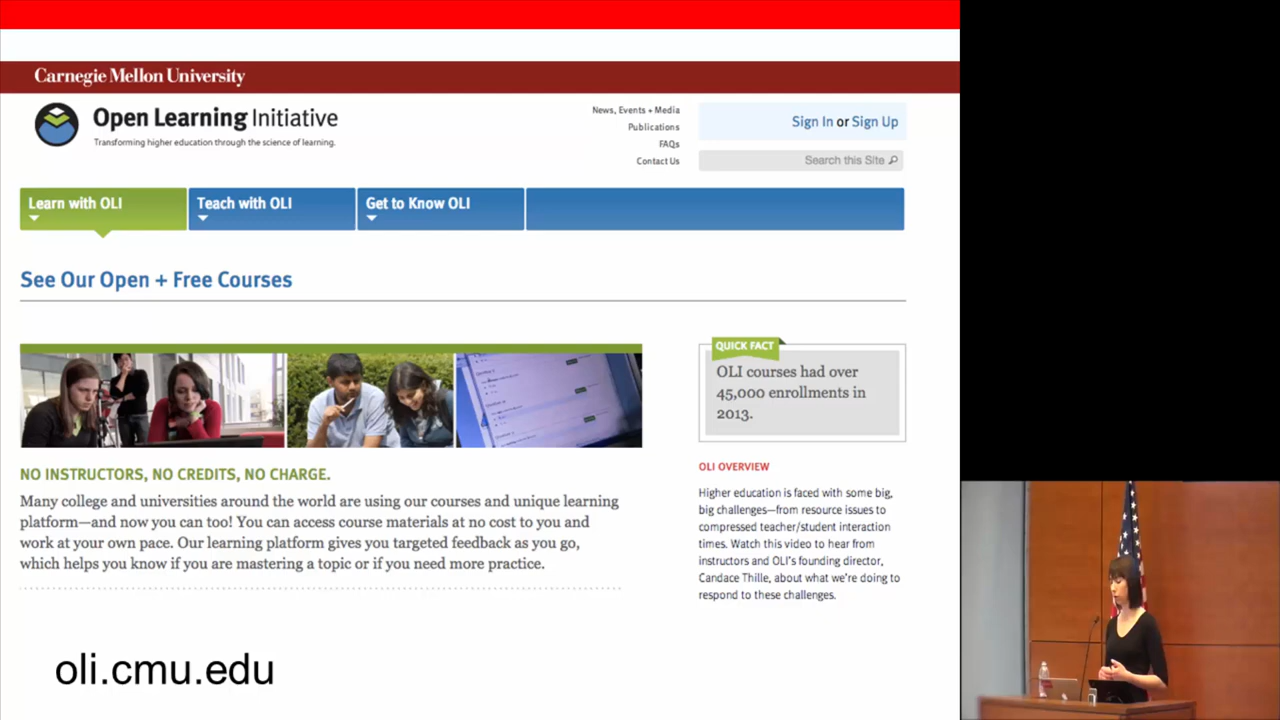 Carnegie Mellon University
Open Learning Initiative
Transforming higher education through the science of learning.
News, Events + Media
Publications
FAQs
Contact Us
Sign In or Sign Up
Search this Site
Learn with OLI
Teach with OLI
Get to Know OLI
See Our Open + Free Courses
NO INSTRUCTORS, NO CREDITS, NO CHARGE.
Many college and universities around the world are using our courses and unique learning
platform—and now you can too! You can access course materials at no cost to you and
work at your own pace. Our learning platform gives you targeted feedback as you go,
which helps you know if you are mastering a topic or if you need more practice.
QUICK FACT
OLI courses had over
45,000 enrollments in
2013.
OLI OVERVIEW
Higher education is faced with some big,
big challenges—from resource issues to
compressed teacher/student interaction
times. Watch this video to hear from
instructors and OLI's founding director,
Candace Thille, about what we're doing to
respond to these challenges.
oli.cmu.edu